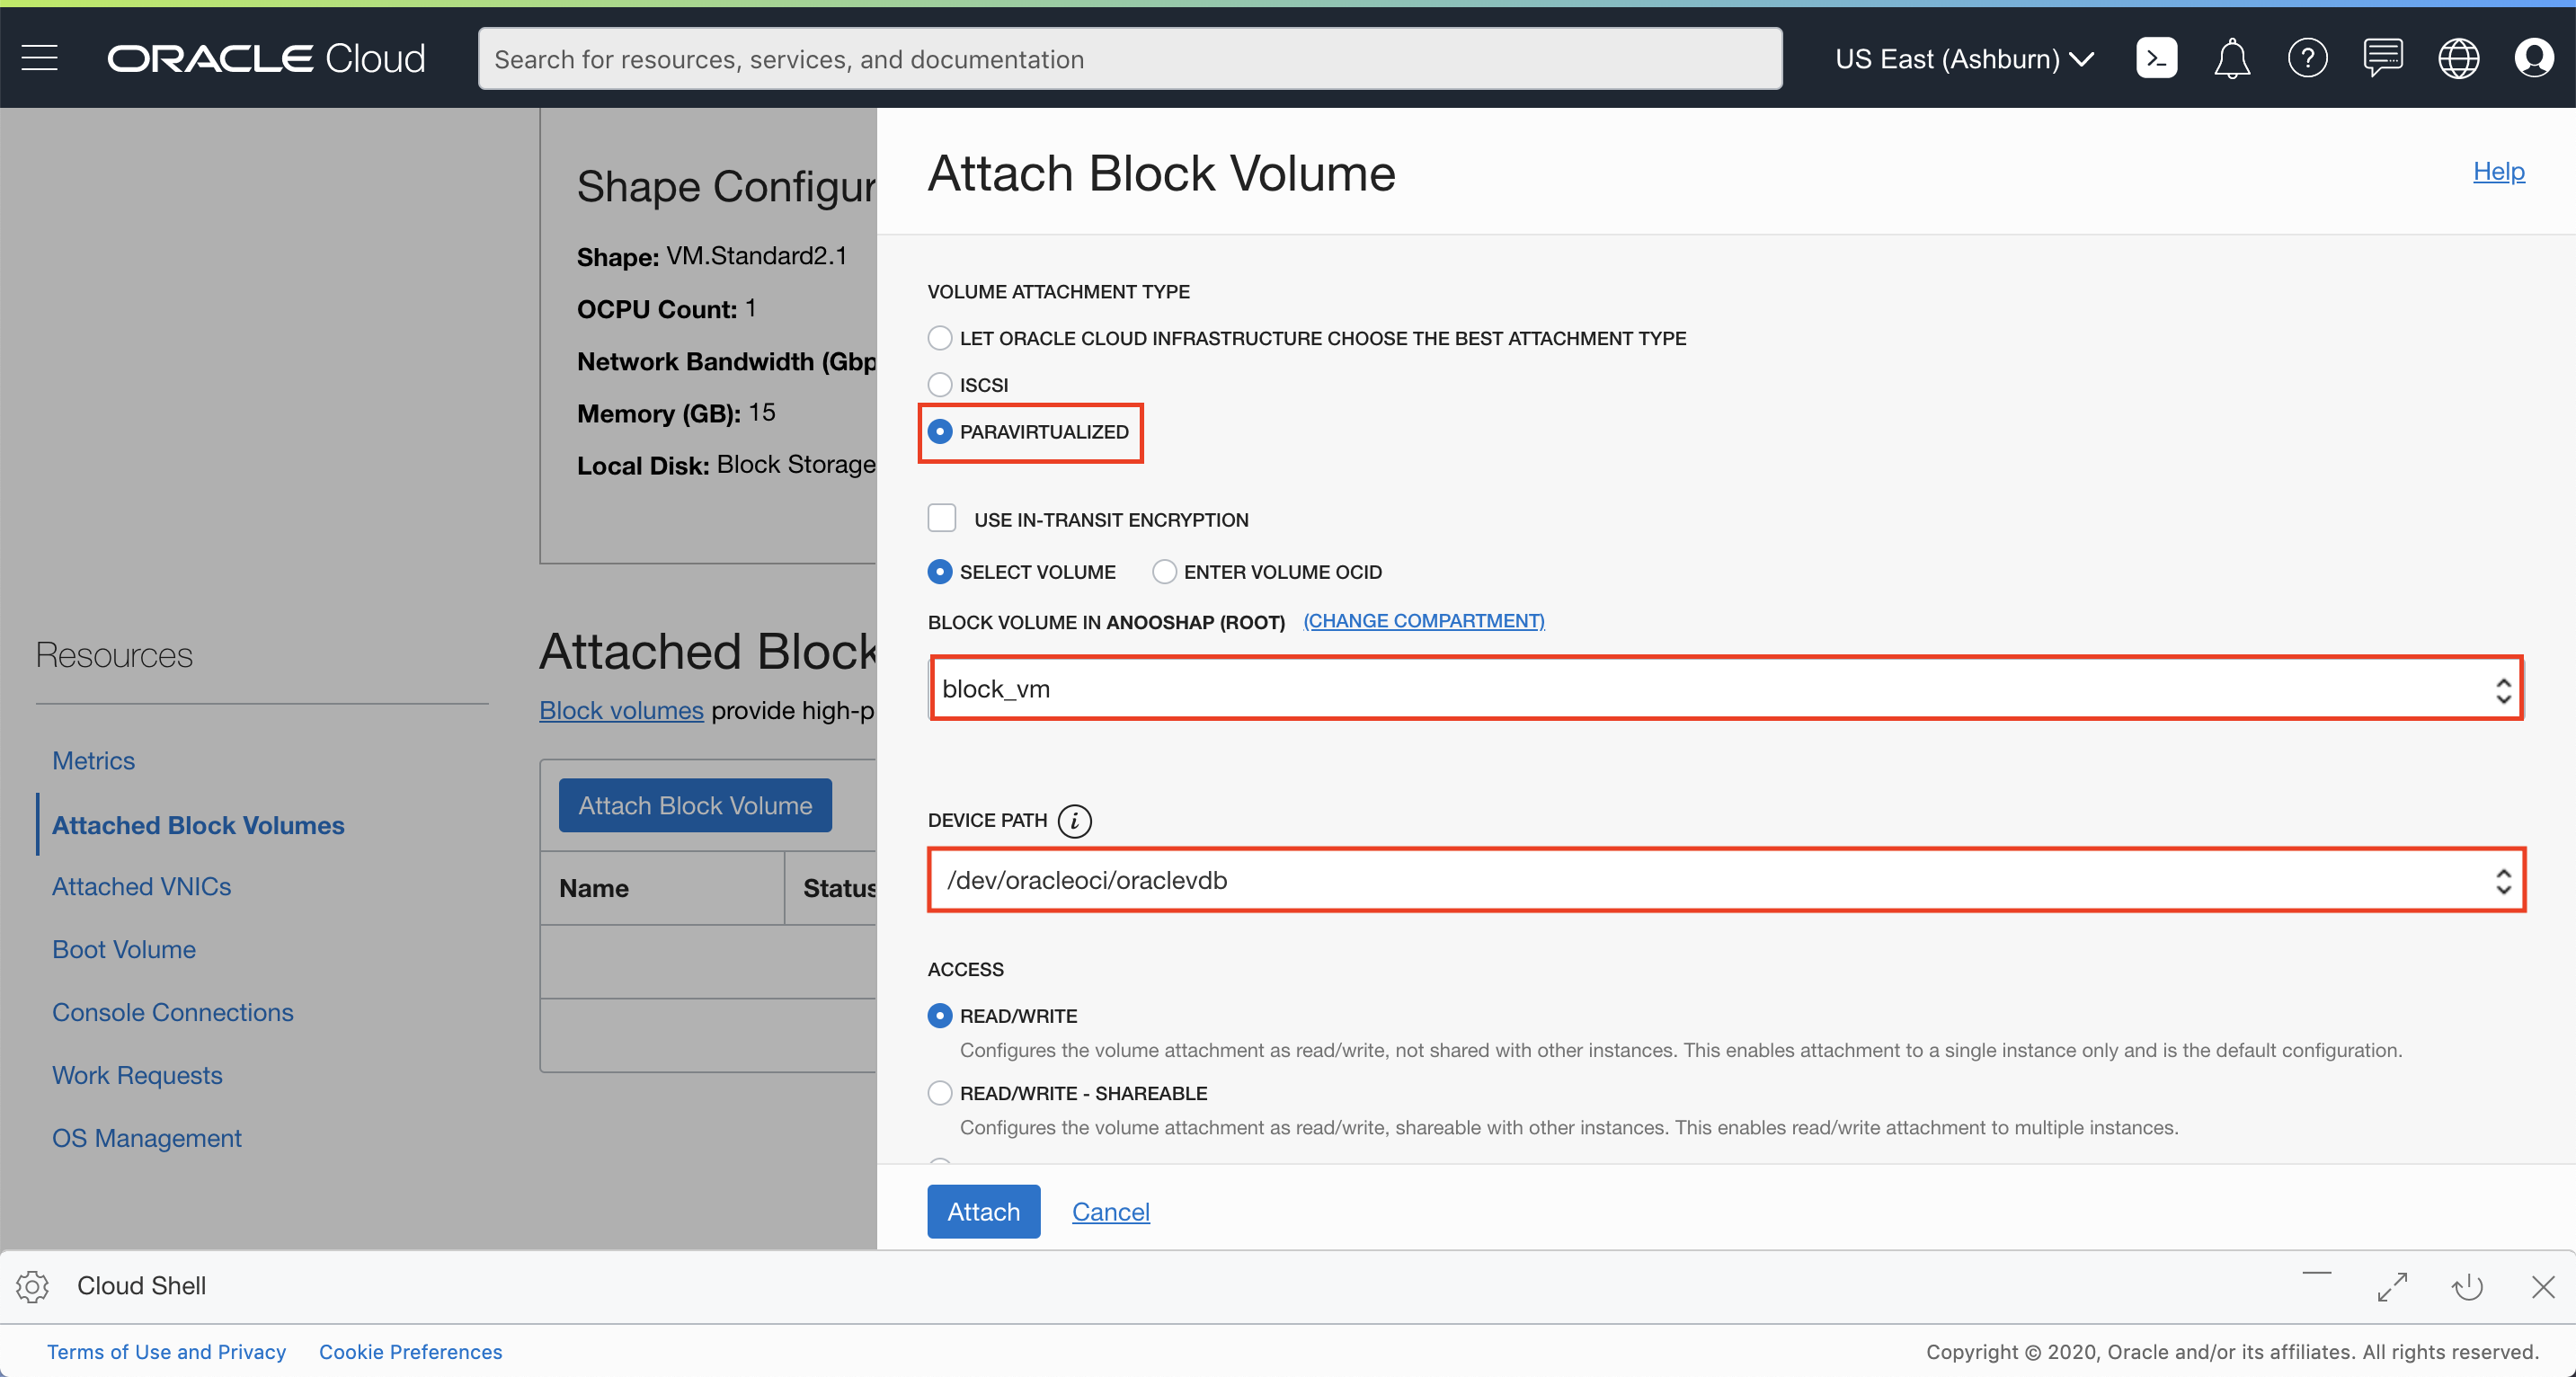 ORACLE Cloud
Search for resources, services, and documentation
US East (Ashburn)
Shape Configur
Shape: VM.Standard2.1
OCPU Count: 1
Network Bandwidth (Gbp
Memory (GB): 15
Local Disk: Block Storage
Resources
Metrics
Attached Block Volumes
Attached VNICs
Boot Volume
Console Connections
Work Requests
OS Management
Attached Block
Block volumes provide high-p
Attach Block Volume
Name Status
Attach Block Volume
Help
VOLUME ATTACHMENT TYPE
LET ORACLE CLOUD INFRASTRUCTURE CHOOSE THE BEST ATTACHMENT TYPE
ISCSI
PARAVIRTUALIZED
USE IN-TRANSIT ENCRYPTION
SELECT VOLUME ENTER VOLUME OCID
BLOCK VOLUME IN ANOOSHAP (ROOT) (CHANGE COMPARTMENT)
block_vm
DEVICE PATH i
/dev/oracleoci/oraclevdb
ACCESS
READ/WRITE
Configures the volume attachment as read/write, not shared with other instances. This enables attachment to a single instance only and is the default configuration.
READ/WRITE - SHAREABLE
Configures the volume attachment as read/write, shareable with other instances. This enables read/write attachment to multiple instances.
Attach Cancel
Cloud Shell
Terms of Use and Privacy Cookie Preferences
Copyright © 2020, Oracle and/or its affiliates. All rights reserved.